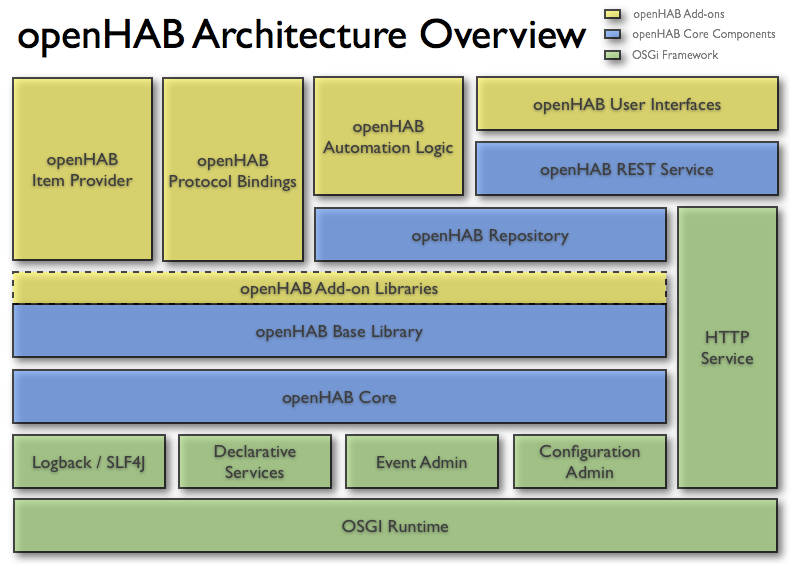 openHAB Architecture Overview
openHAB Add-ons
openHAB Core Components
OSGi Framework
openHAB
Item Provider
openHAB
Protocol Bindings
openHAB
Automation Logic
openHAB User Interfaces
openHAB REST Service
openHAB Repository
openHAB Add-on Libraries
openHAB Base Library
HTTP
Service
openHAB Core
Logback / SLF4J
Declarative
Services
Event Admin
Configuration
Admin
OSGI Runtime